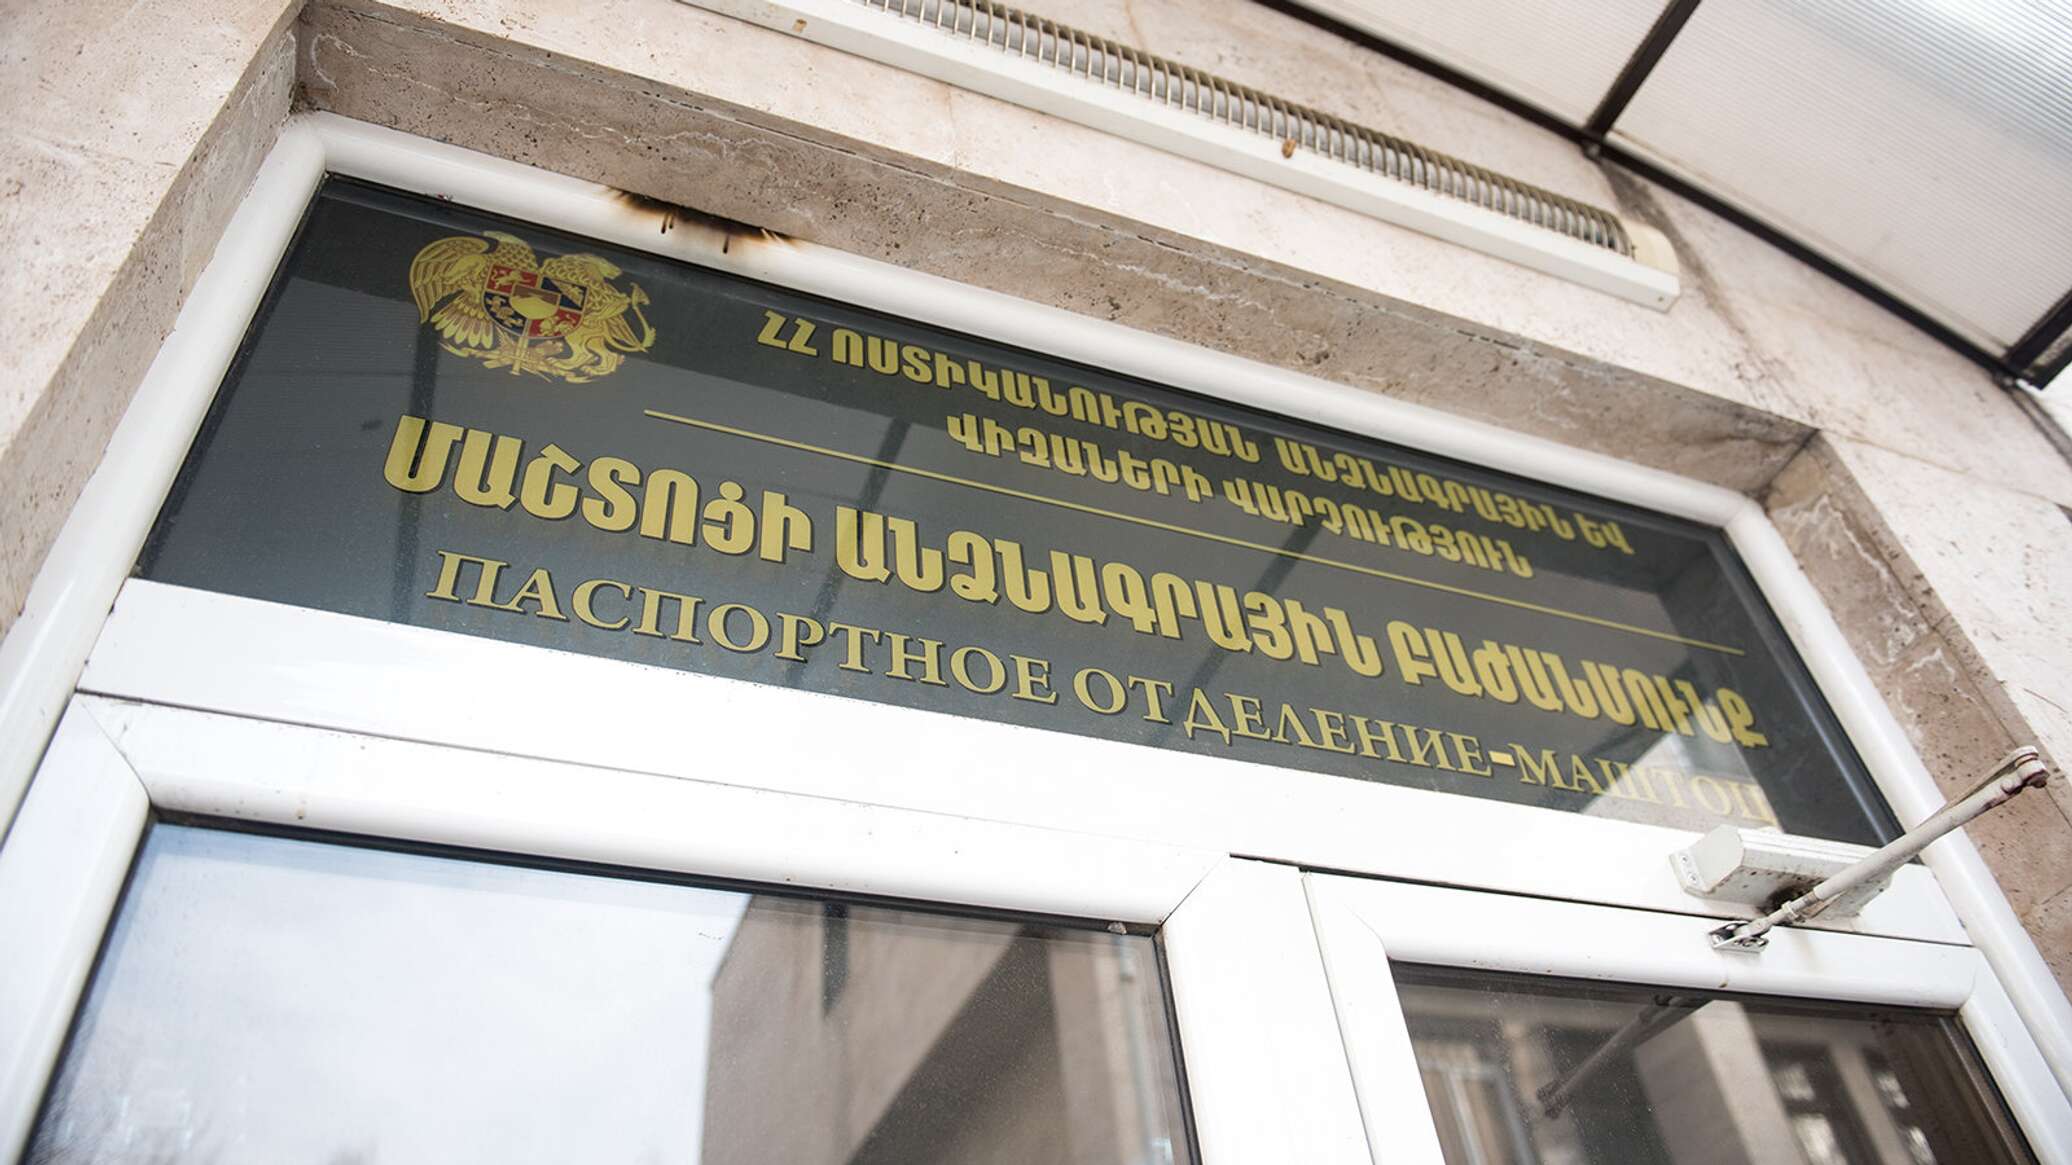 ՀՀ ՈՍՏԻԿԱՆՈՒԹՅԱՆ ԱՆՁՆԱԳՐԱՅԻՆ ԵՎ
ՎԻԶԱՆԵՐԻ ՎԱՐՉՈՒԹՅՈՒՆ
ՄԱՇՏՈՑԻ ԱՆՁՆԱԳՐԱՅԻՆ ԲԱԺԱՆՄՈՒՆՔ
ПАСПОРТНОЕ ОТДЕЛЕНИЕ-МАШТОЦ